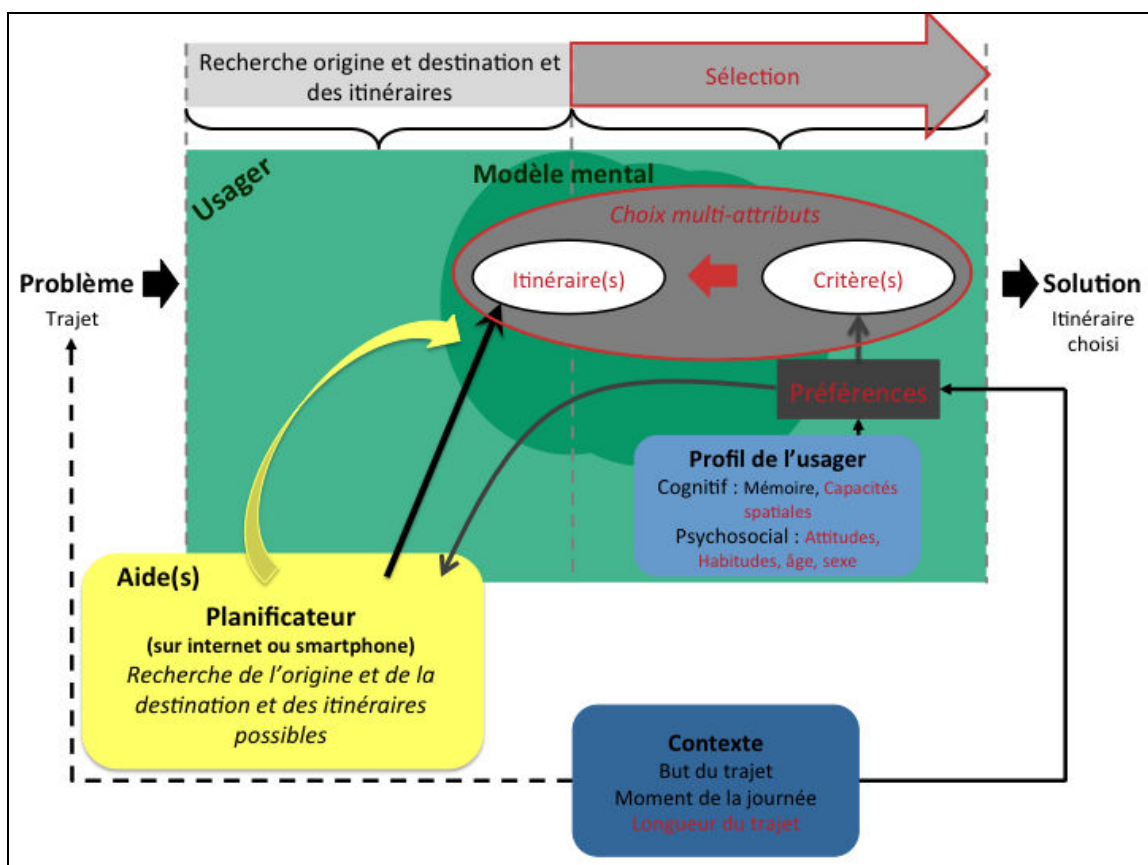 Recherche origine et destination et
des itinéraires
Sélection
Usager
Modèle mental
Choix multi-attributs
Itinéraire(s)
Critère(s)
Problème
Trajet
Solution
Itinéraire
choisi
Préférences
Profil de l’usager
Cognitif : Mémoire, Capacités
spatiales
Psychosocial : Attitudes,
Habitudes, âge, sexe
Aide(s)
Planificateur
(sur internet ou smartphone)
Recherche de l’origine et de la
destination et des itinéraires
possibles
Contexte
But du trajet
Moment de la journée
Longueur du trajet